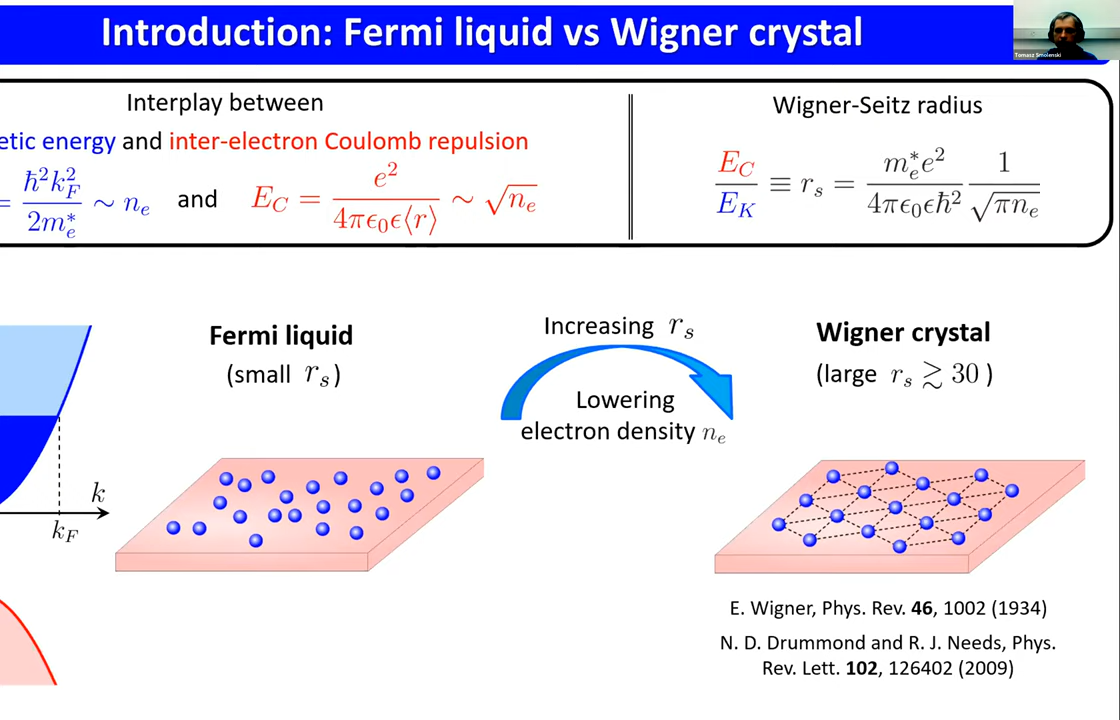 Introduction: Fermi liquid vs Wigner crystal
Tomasz Smolenski
Interplay between
etic energy and inter-electron Coulomb repulsion
= ħ²k_F² / 2m_e^* ~ n_e and E_C = e² / 4πϵ₀ϵ⟨r⟩ ~ √n_e
Wigner-Seitz radius
E_C / E_K ≡ r_s = m_e^* e² / 4πϵ₀ϵħ² 1 / √πn_e
k
k_F
Fermi liquid
(small r_s)
Increasing r_s
Lowering
electron density n_e
Wigner crystal
(large r_s ≳ 30 )
E. Wigner, Phys. Rev. 46, 1002 (1934)
N. D. Drummond and R. J. Needs, Phys.
Rev. Lett. 102, 126402 (2009)